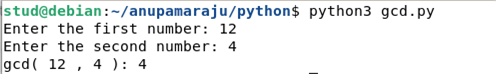 stud@debian:~/anupamaraju/python$ python3 gcd.py
Enter the first number: 12
Enter the second number: 4
gcd( 12 , 4 ): 4